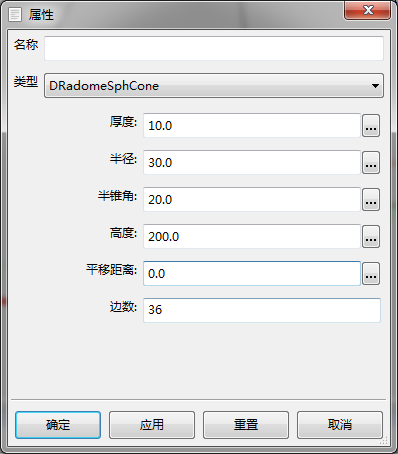 属性
名称
类型 DRadomeSphCone
厚度: 10.0 ...
半径: 30.0 ...
半锥角: 20.0 ...
高度: 200.0 ...
平移距离: 0.0 ...
边数: 36
确定 应用 重置 取消